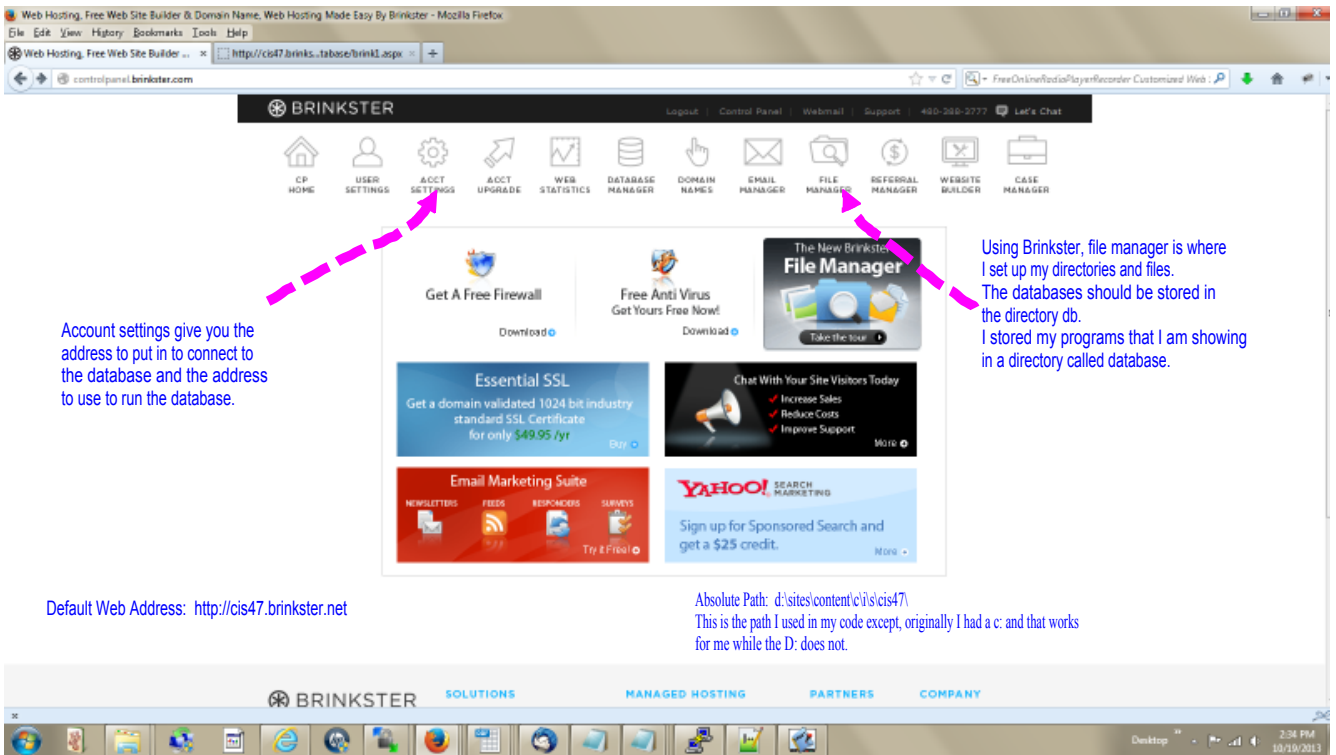 Web Hosting, Free Web Site Builder & Domain Name, Web Hosting Made Easy By Brinkster - Mozilla Firefox
File Edit View History Bookmarks Tools Help
Web Hosting, Free Web Site Builder ... × http://cis47.brinks...tabase/brink1.aspx × +
controlpanel.brinkster.com
FreeOnlineRadioPlayerRecorder Customized Web
BRINKSTER
Logout | Control Panel | Webmail | Support | 480-389-3777 Let's Chat
CP HOME
USER SETTINGS
ACCT SETTINGS
ACCT UPGRADE
WEB STATISTICS
DATABASE MANAGER
DOMAIN NAMES
EMAIL MANAGER
FILE MANAGER
REFERRAL MANAGER
WEBSITE BUILDER
CASE MANAGER
Get A Free Firewall
Download
Free Anti Virus
Get Yours Free Now!
Download
The New Brinkster
File Manager
Take the tour
Using Brinkster, file manager is where
I set up my directories and files.
The databases should be stored in
the directory db.
I stored my programs that I am showing
in a directory called database.
Account settings give you the
address to put in to connect to
the database and the address
to use to run the database.
Essential SSL
Get a domain validated 1024 bit industry
standard SSL Certificate
for only $49.95 /yr
Buy
Chat With Your Site Visitors Today
Increase Sales
Reduce Costs
Improve Support
More
Email Marketing Suite
NEWSLETTERS FEEDS RESPONDERS SURVEYS
Try it Free!
YAHOO! SEARCH MARKETING
Sign up for Sponsored Search and
get a $25 credit.
More
Default Web Address: http://cis47.brinkster.net
Absolute Path: d:\sites\content\c\i\s\cis47\
This is the path I used in my code except, originally I had a c: and that works
for me while the D: does not.
BRINKSTER
SOLUTIONS MANAGED HOSTING PARTNERS COMPANY
Desktop
2:34 PM
10/19/2013